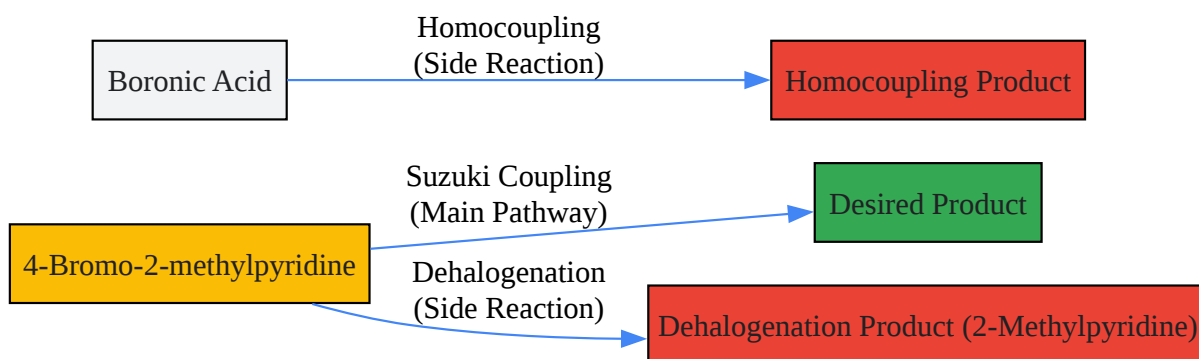 Homocoupling
(Side Reaction)
Boronic Acid
Homocoupling Product
Suzuki Coupling
(Main Pathway)
Desired Product
4-Bromo-2-methylpyridine
Dehalogenation
(Side Reaction)
Dehalogenation Product (2-Methylpyridine)